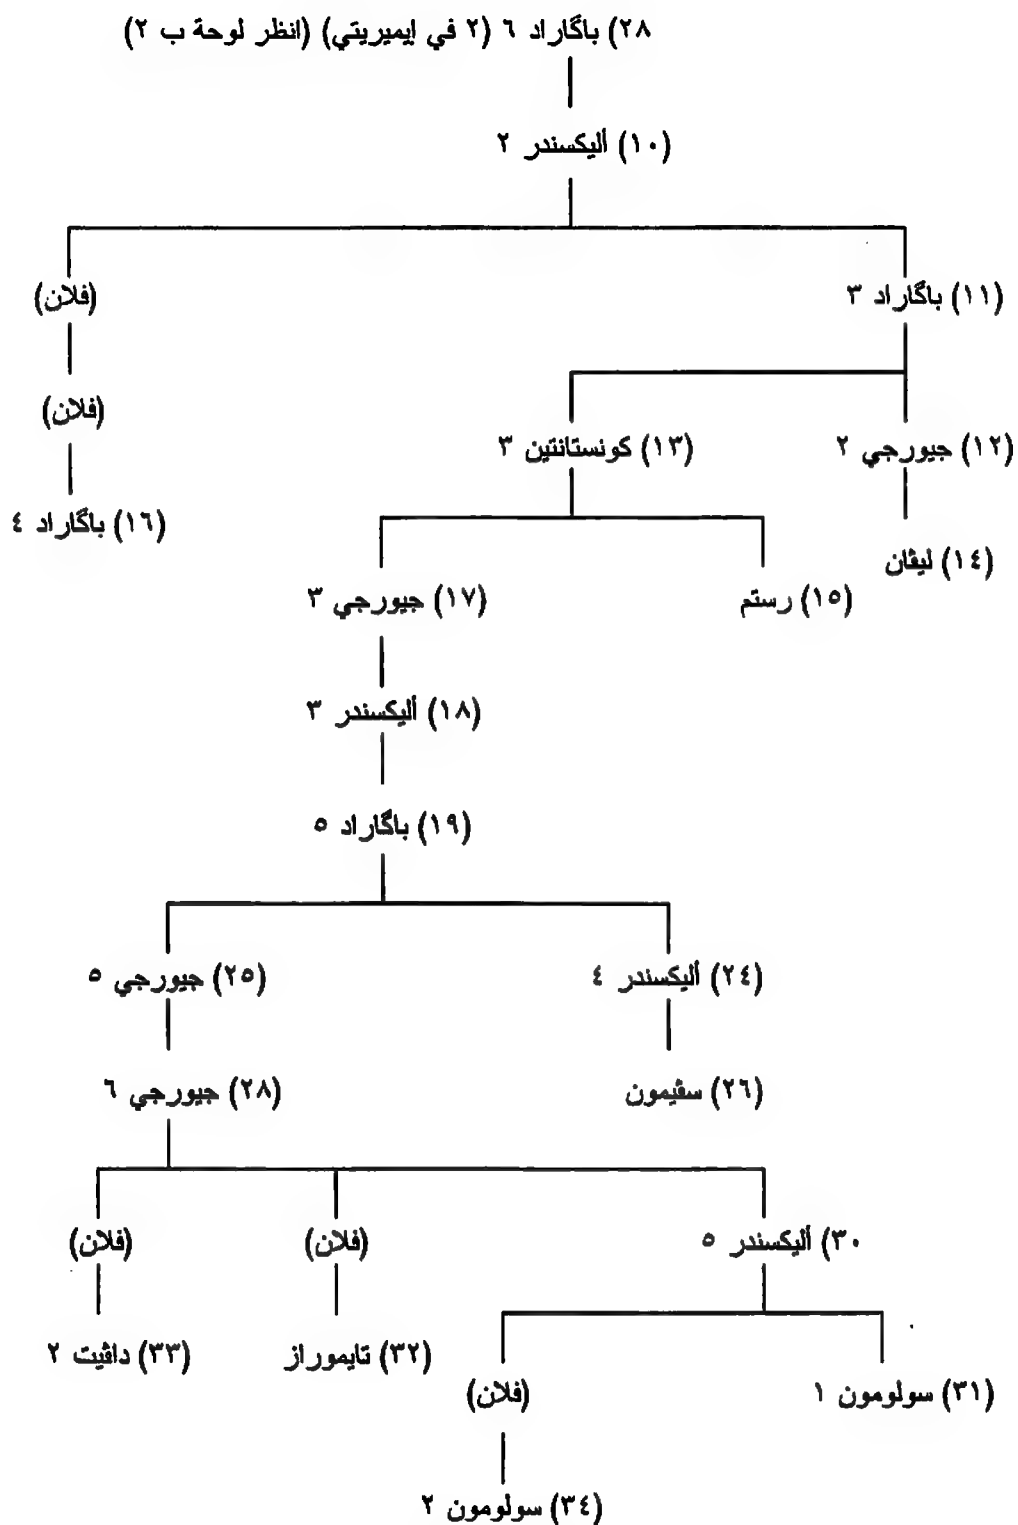 ٢٨) باگاراد ٦ (٢ في إيميريتي) (انظر لوحة ب ٢)
(١٠) أليكسندر ٢
(١١) باگاراد ٣
(فلان)
(فلان)
(١٢) جيورجي ٢
(١٣) كونستانتين ٣
(١٦) باگاراد ٤
(١٤) ليڤان
(١٥) رستم
(١٧) جيورجي ٣
(١٨) أليكسندر ٣
(١٩) باگاراد ٥
(٢٤) أليكسندر ٤
(٢٥) جيورجي ٥
(٢٦) سڤيمون
(٢٨) جيورجي ٦
٣٠) أليكسندر ٥
(فلان)
(فلان)
(٣١) سولومون ١
(فلان)
(٣٢) تايموراز
(٣٣) داڤيت ٢
(٣٤) سولومون ٢